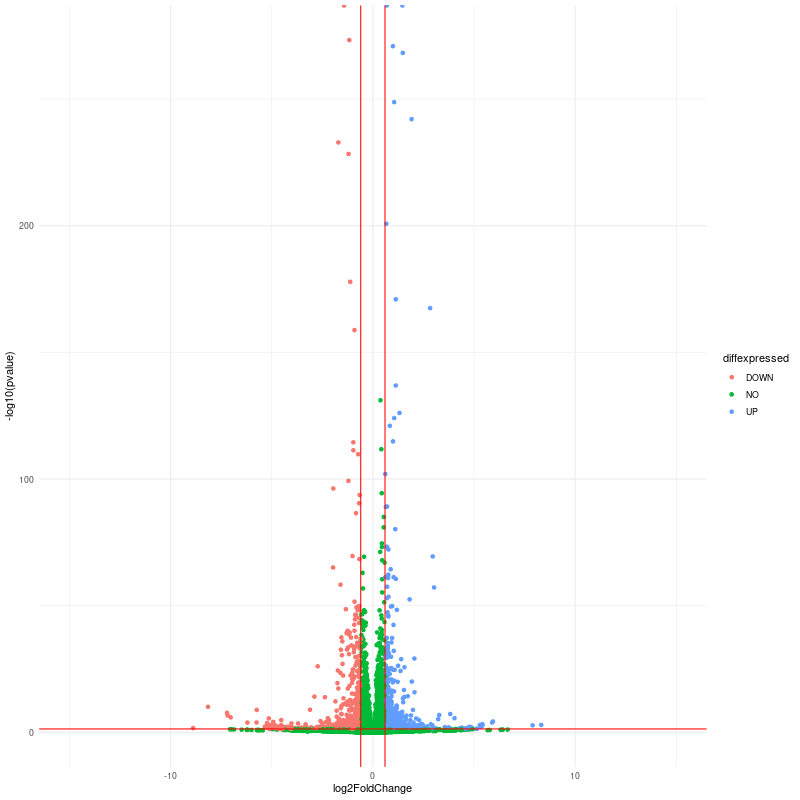 200
100
0
-log10(pvalue)
-10
0
10
log2FoldChange
diffexpressed
DOWN
NO
UP